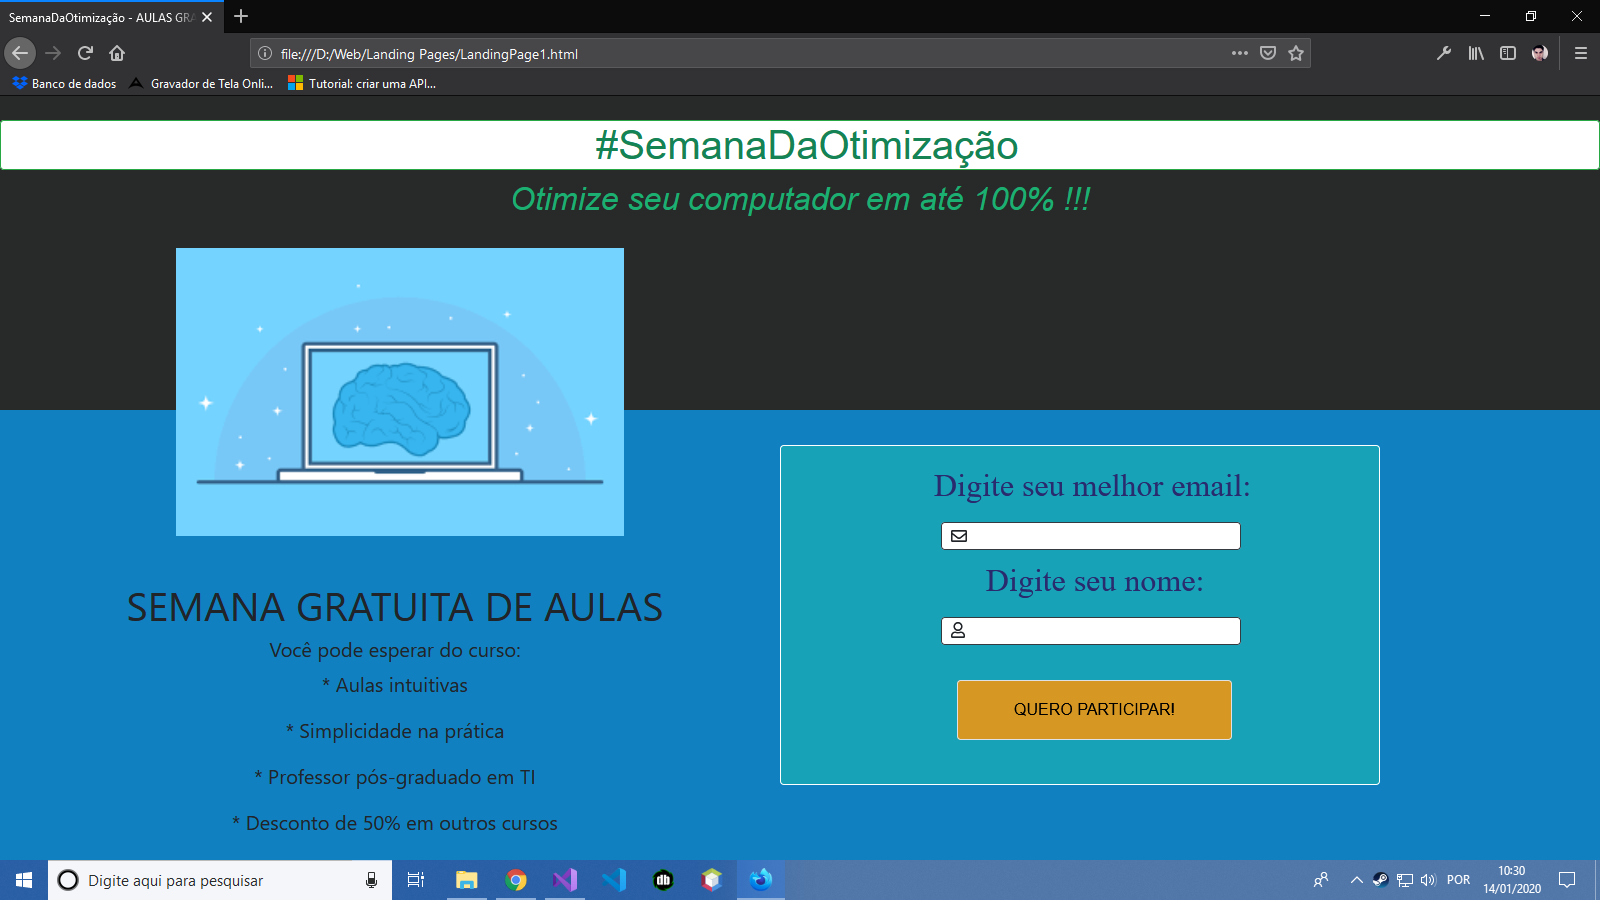 SemanaDaOtimização - AULAS GRA
file:///D:/Web/Landing Pages/LandingPage1.html
Banco de dados
Gravador de Tela Onli...
Tutorial: criar uma API...
#SemanaDaOtimização
Otimize seu computador em até 100% !!!
SEMANA GRATUITA DE AULAS
Você pode esperar do curso:
* Aulas intuitivas
* Simplicidade na prática
* Professor pós-graduado em TI
* Desconto de 50% em outros cursos
Digite seu melhor email:
Digite seu nome:
QUERO PARTICIPAR!
Digite aqui para pesquisar
db
POR
10:30
14/01/2020